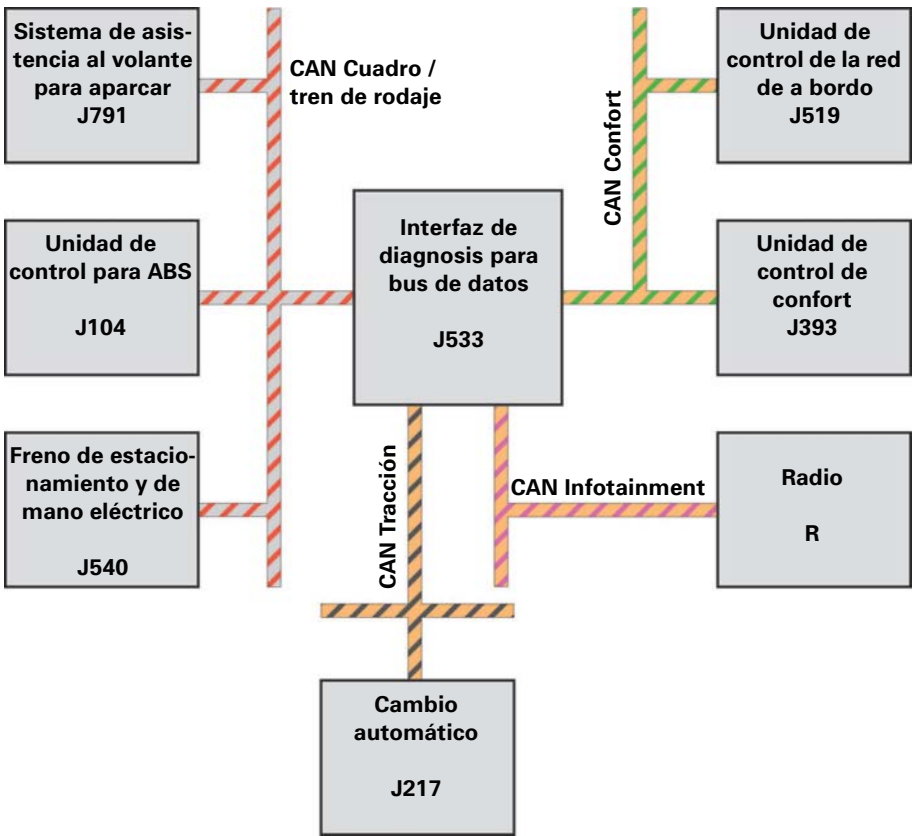 Sistema de asis-
tencia al volante
para aparcar
J791
CAN Cuadro /
tren de rodaje
CAN Confort
Unidad de
control de la red
de a bordo
J519
Unidad de
control para ABS
J104
Interfaz de
diagnosis para
bus de datos
J533
Unidad de
control de
confort
J393
Freno de estacio-
namiento y de
mano eléctrico
J540
CAN Tracción
CAN Infotainment
Radio
R
Cambio
automático
J217